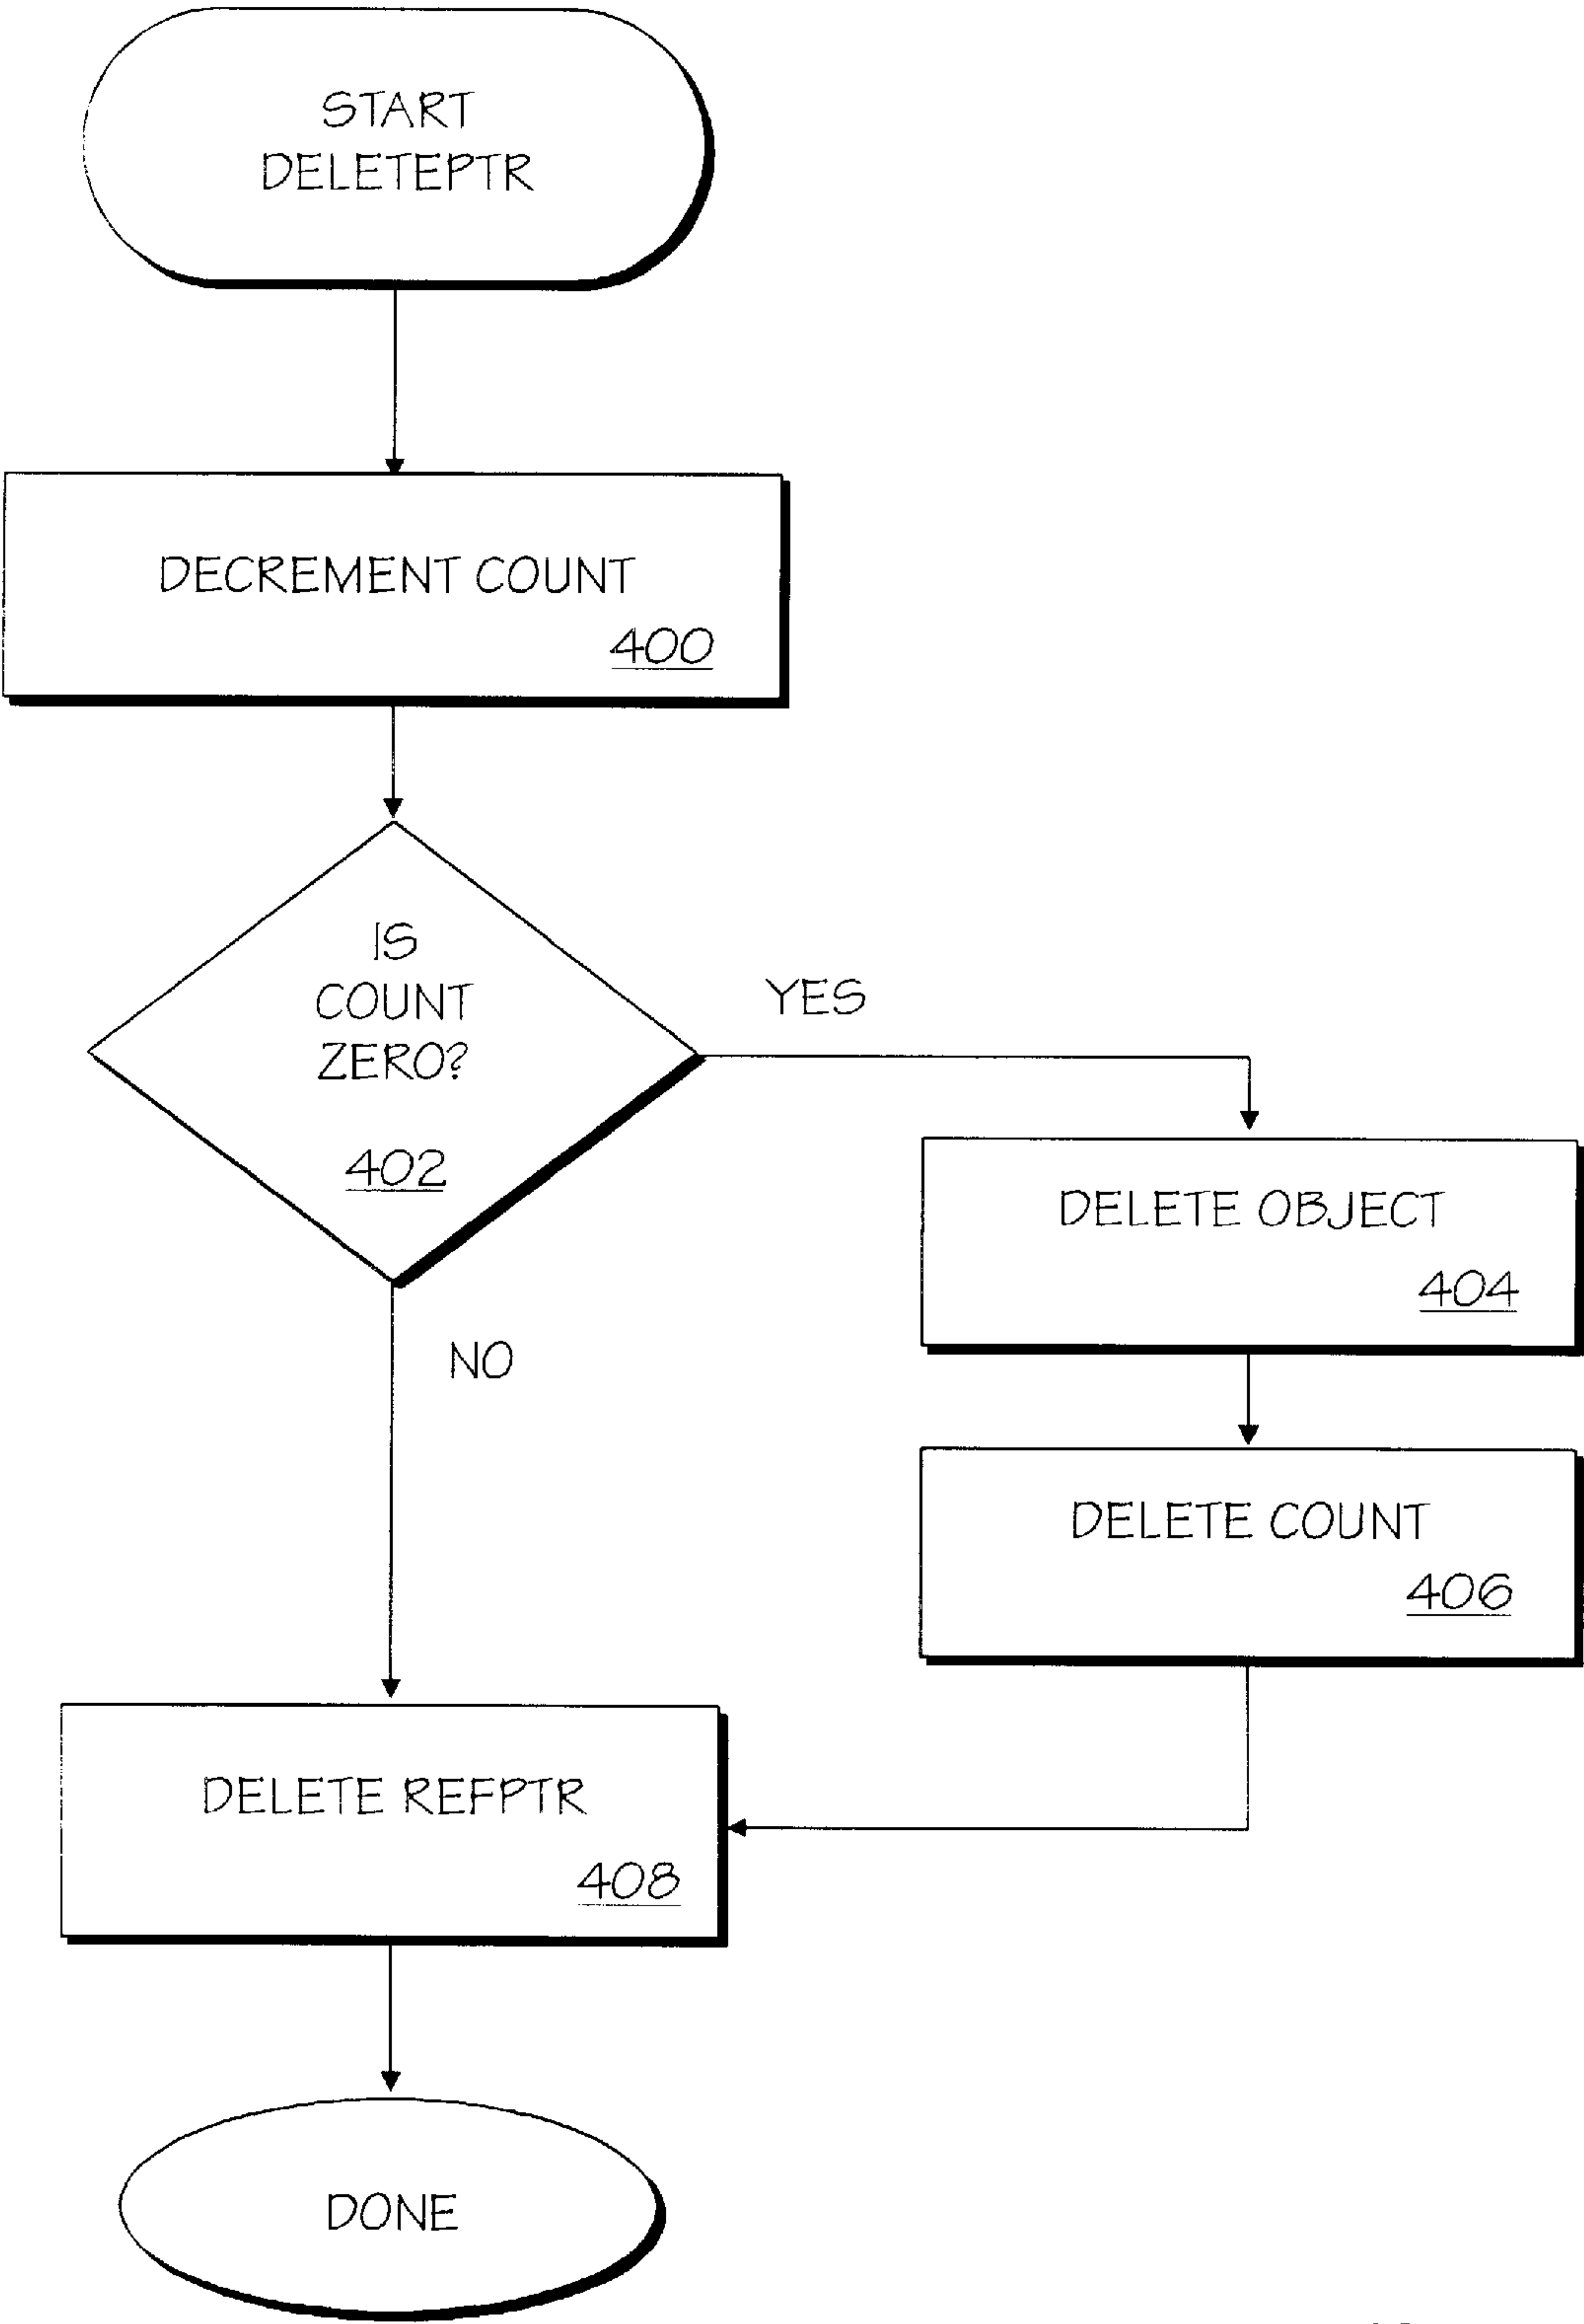 START
DELETEPTR
DECREMENT COUNT
400
IS
COUNT
ZERO?
402
YES
NO
DELETE OBJECT
404
DELETE COUNT
406
DELETE REFPTR
408
DONE